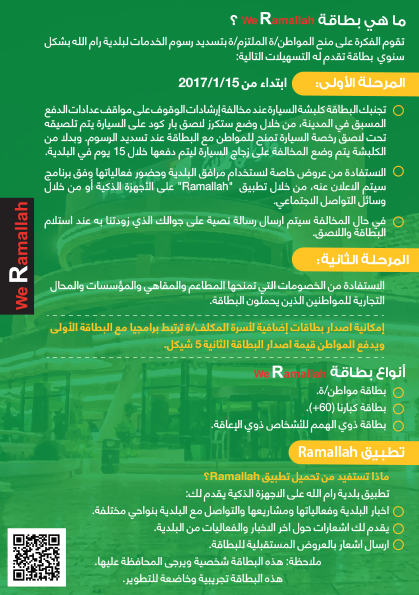 ما هي بطاقة We Ramallah ؟
تقوم الفكرة على منح المواطن/ة الملتزم/ة بتسديد رسوم الخدمات لبلدية رام الله بشكل
سنوي بطاقة تقدم له التسهيلات التالية:
المرحلة الأولى: ابتداء من 2017/1/15
تجنيبك البطاقة كلبشة السيارة عند مخالفة إرشادات الوقوف على مواقف عدادات الدفع
المسبق في المدينة، من خلال وضع ستكرز لاصق بار كود على السيارة يتم تلصيقه
تحت لاصق رخصة السيارة تمنح للمواطن مع البطاقة عند تسديد الرسوم. وبدلا من
الكلبشة يتم وضع المخالفة على زجاج السيارة ليتم دفعها خلال 15 يوم في البلدية.
الاستفادة من عروض خاصة لاستخدام مرافق البلدية وحضور فعالياتها وفق برنامج
سيتم الاعلان عنه، من خلال تطبيق "Ramallah" على الأجهزة الذكية أو من خلال
وسائل التواصل الاجتماعي.
في حال المخالفة سيتم ارسال رسالة نصية على جوالك الذي زودتنا به عند استلام
البطاقة واللاصق.
المرحلة الثانية:
الاستفادة من الخصومات التي تمنحها المطاعم والمقاهي والمؤسسات والمحال
التجارية للمواطنين الذين يحملون البطاقة.
إمكانية اصدار بطاقات إضافية لأسرة المكلف/ة ترتبط برامجيا مع البطاقة الأولى
ويدفع المواطن قيمة اصدار البطاقة الثانية 5 شيكل.
أنواع بطاقة We Ramallah
بطاقة مواطن/ة.
بطاقة كبارنا (60+).
بطاقة ذوي الهمم للأشخاص ذوي الإعاقة.
تطبيق Ramallah
ماذا تستفيد من تحميل تطبيق Ramallah؟
تطبيق بلدية رام الله على الاجهزة الذكية يقدم لك:
اخبار البلدية وفعالياتها ومشاريعها والتواصل مع البلدية بنواحي مختلفة.
يقدم لك اشعارات حول اخر الاخبار والفعاليات من البلدية.
ارسال اشعار بالعروض المستقبلية للبطاقة.
ملاحظة: هذه البطاقة شخصية ويرجى المحافظة عليها.
هذه البطاقة تجريبية وخاضعة للتطوير.
We Ramallah